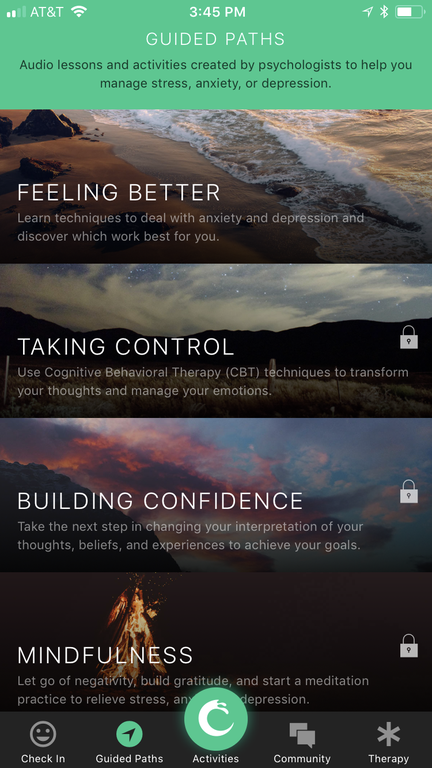 AT&T 3:45 PM
GUIDED PATHS
Audio lessons and activities created by psychologists to help you
manage stress, anxiety, or depression.
FEELING BETTER
Learn techniques to deal with anxiety and depression and
discover which work best for you.
TAKING CONTROL
Use Cognitive Behavioral Therapy (CBT) techniques to transform
your thoughts and manage your emotions.
BUILDING CONFIDENCE
Take the next step in changing your interpretation of your
thoughts, beliefs, and experiences to achieve your goals.
MINDFULNESS
Let go of negativity, build gratitude, and start a meditation
practice to relieve stress, depression.
Check In Guided Paths Activities Community Therapy